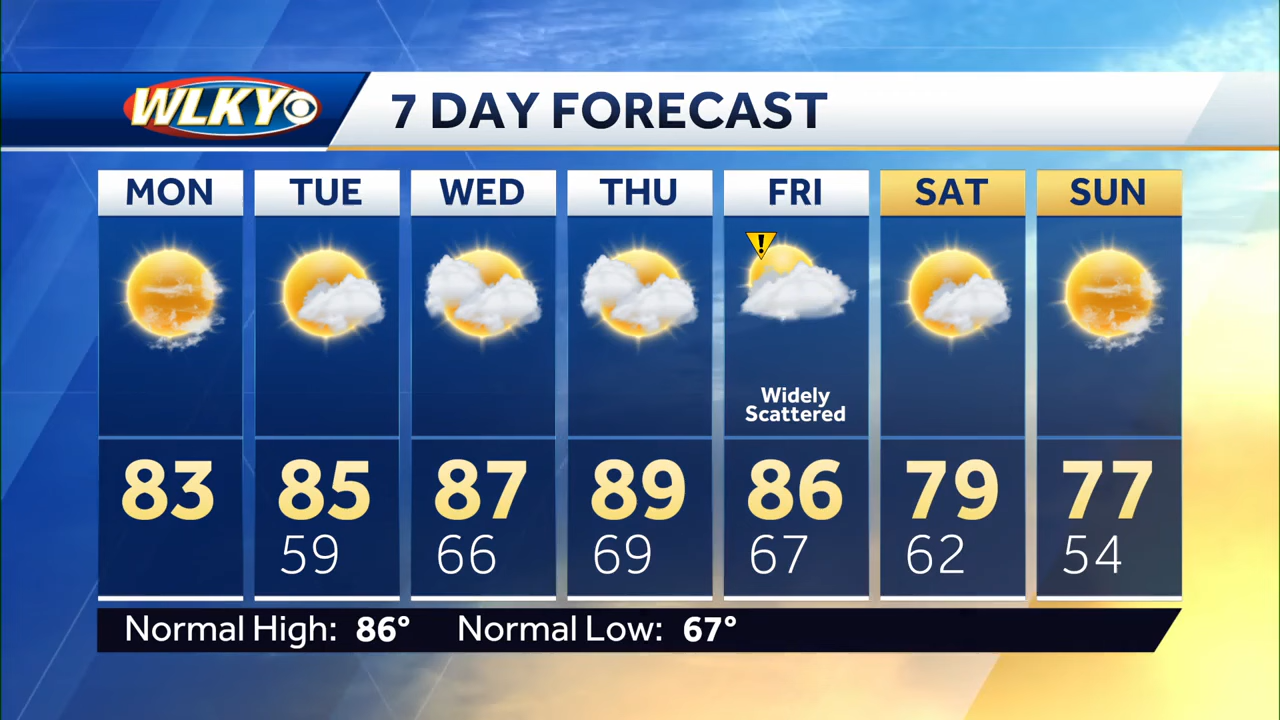 WLKY
7 DAY FORECAST
MON TUE WED THU FRI SAT SUN
!
Widely
Scattered
83 85 87 89 86 79 77
59 66 69 67 62 54
Normal High: 86° Normal Low: 67°